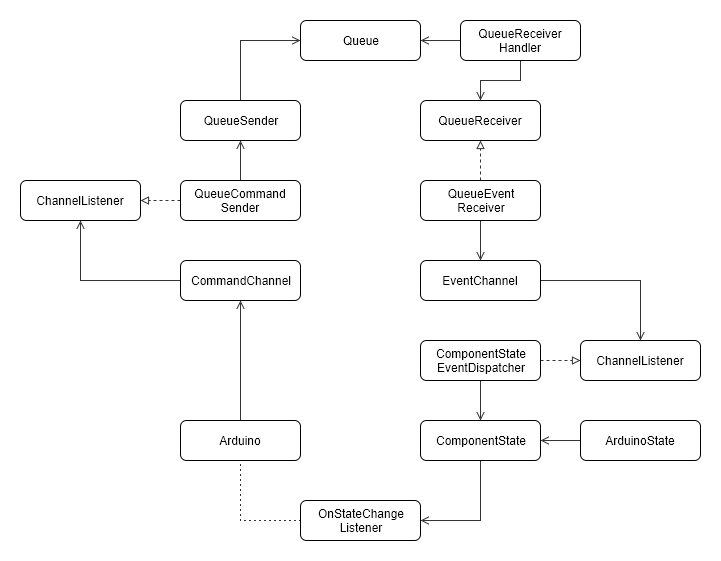 Queue
QueueReceiver
Handler
QueueSender
QueueReceiver
ChannelListener
QueueCommand
Sender
QueueEvent
Receiver
CommandChannel
EventChannel
ComponentState
EventDispatcher
ChannelListener
Arduino
ComponentState
ArduinoState
OnStateChange
Listener